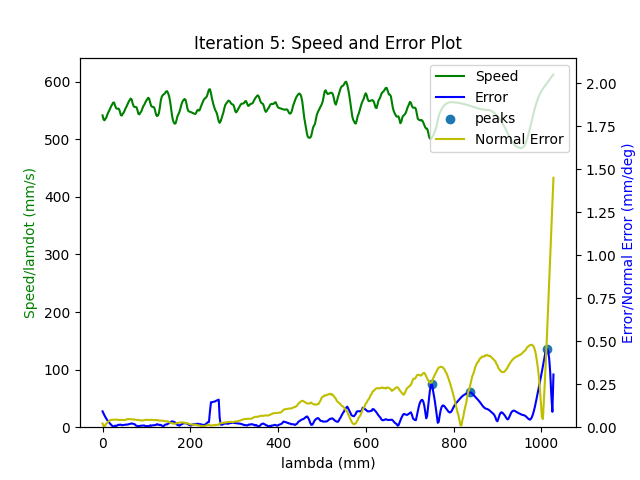 Iteration 5: Speed and Error Plot
Speed
Error
peaks
Normal Error
Speed/lamdot (mm/s)
600
500
400
300
200
100
0
2.00
1.75
1.50
1.25
1.00
0.75
0.50
0.25
0.00
Error/Normal Error (mm/deg)
0 200 400 600 800 1000
lambda (mm)